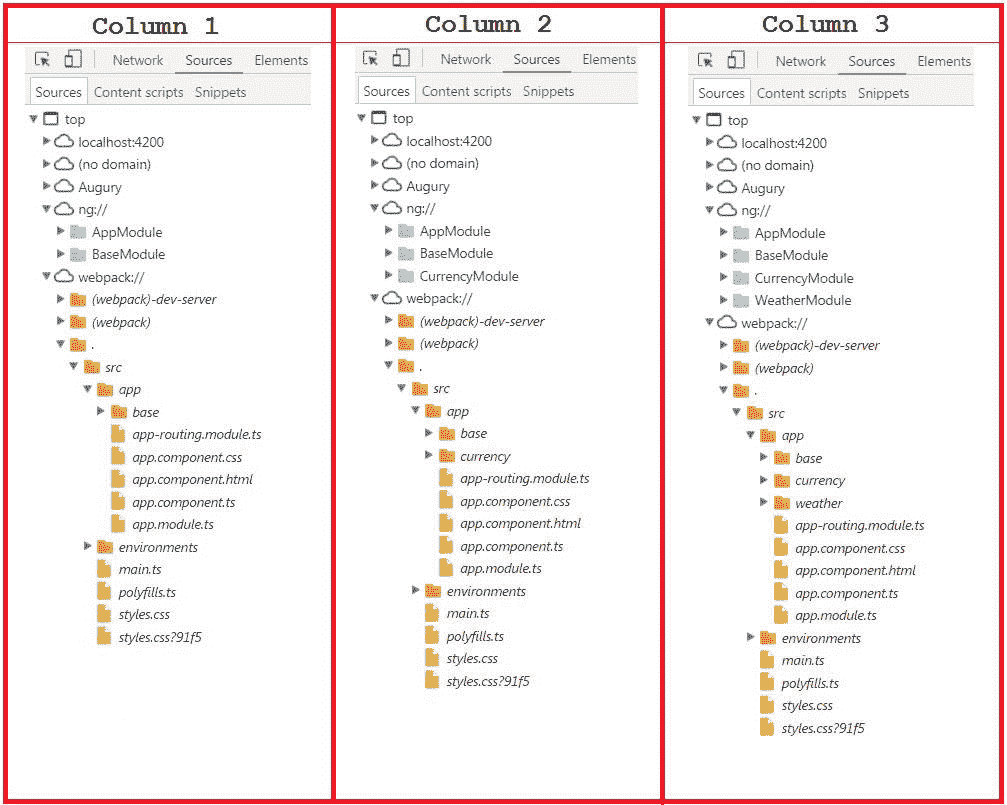 Column 1
Network Sources Elements
Sources Content scripts Snippets
top
localhost:4200
(no domain)
Augury
ng://
AppModule
BaseModule
webpack://
(webpack)-dev-server
(webpack)
.
src
app
base
app-routing.module.ts
app.component.css
app.component.html
app.component.ts
app.module.ts
environments
main.ts
polyfills.ts
styles.css
styles.css?91f5
Column 2
Network Sources Elements
Sources Content scripts Snippets
top
localhost:4200
(no domain)
Augury
ng://
AppModule
BaseModule
CurrencyModule
webpack://
(webpack)-dev-server
(webpack)
.
src
app
base
currency
app-routing.module.ts
app.component.css
app.component.html
app.component.ts
app.module.ts
environments
main.ts
polyfills.ts
styles.css
styles.css?91f5
Column 3
Network Sources Elements
Sources Content scripts Snippets
top
localhost:4200
(no domain)
Augury
ng://
AppModule
BaseModule
CurrencyModule
WeatherModule
webpack://
(webpack)-dev-server
(webpack)
.
src
app
base
currency
weather
app-routing.module.ts
app.component.css
app.component.html
app.component.ts
app.module.ts
environments
main.ts
polyfills.ts
styles.css
styles.css?91f5